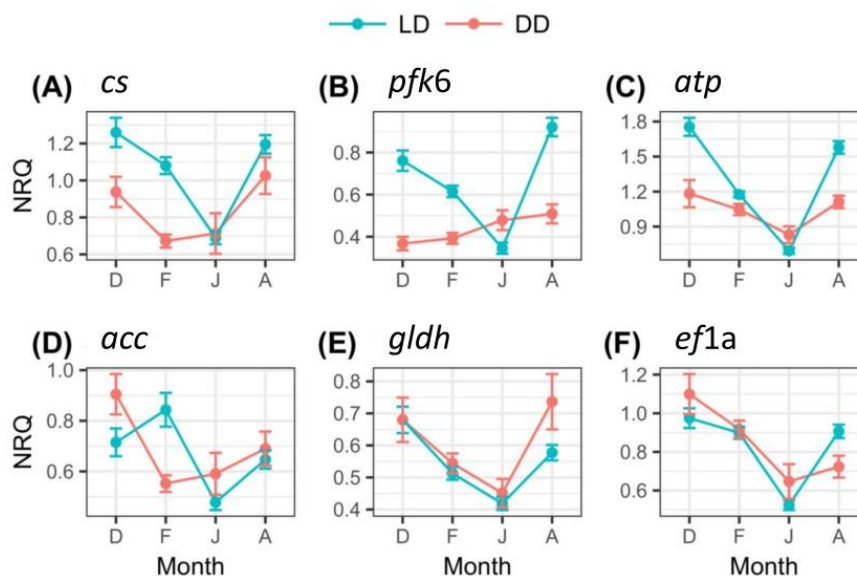 LD DD
(A) cs (B) pfk6 (C) atp
NRQ
1.2
1.0
0.8
0.6
0.8
0.6
0.4
1.8
1.5
1.2
0.9
D F J A D F J A D F J A
(D) acc (E) gldh (F) ef1a
NRQ
1.0
0.8
0.6
0.8
0.7
0.6
0.5
0.4
1.2
1.0
0.8
0.6
D F J A D F J A D F J A
Month Month Month